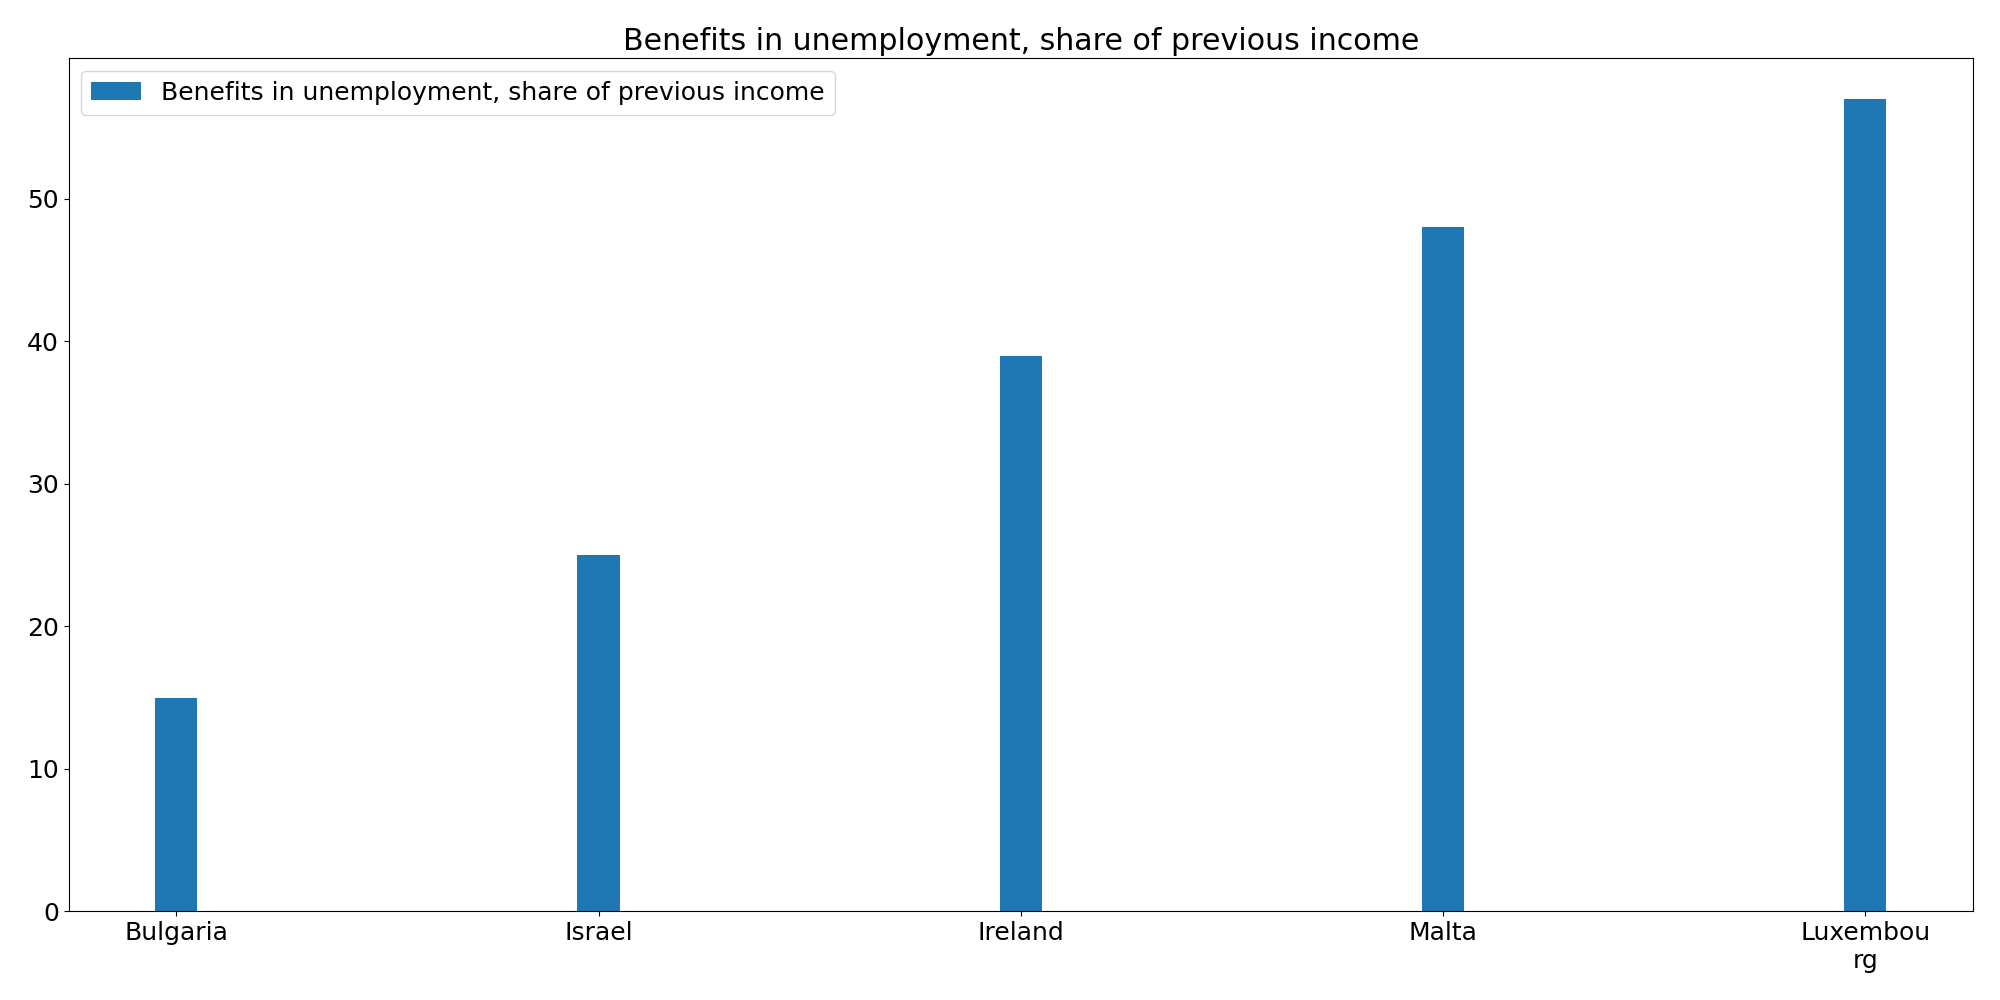 Benefits in unemployment, share of previous income
Benefits in unemployment, share of previous income
50
40
30
20
10
0
Bulgaria
Israel
Ireland
Malta
Luxembou
rg